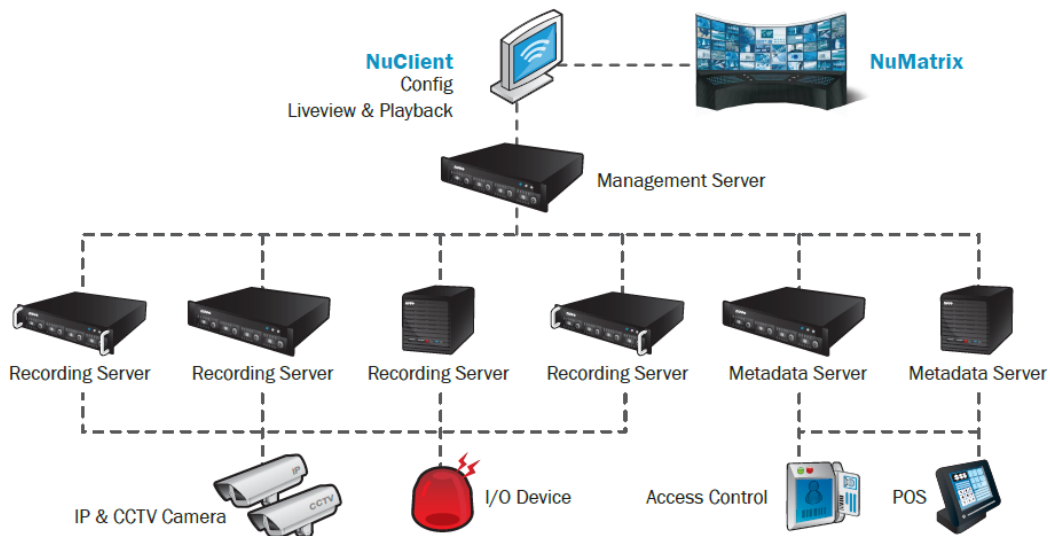 NuClient
Config
Liveview & Playback
NuMatrix
Management Server
Recording Server
Recording Server
Recording Server
Recording Server
Metadata Server
Metadata Server
IP
CCTV
IP & CCTV Camera
I/O Device
Access Control
POS